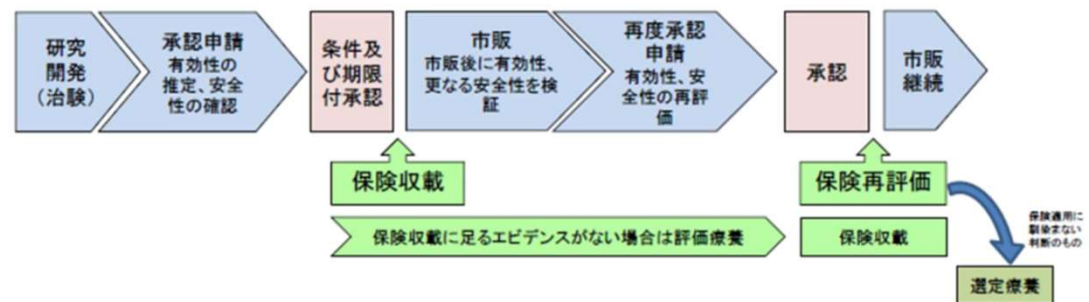 研究
開発
(治験)
承認申請
有効性の
推定、安全
性の確認
条件及
び期限
付承認
市販
市販後に有効性、
更なる安全性を検
証
再度承認
申請
有効性、安
全性の再評
価
承認
市販
継続
保険収載
保険再評価
保険収載に足るエビデンスがない場合は評価療養
保険収載
保険適用に
馴染まない
判断のもの
選定療養